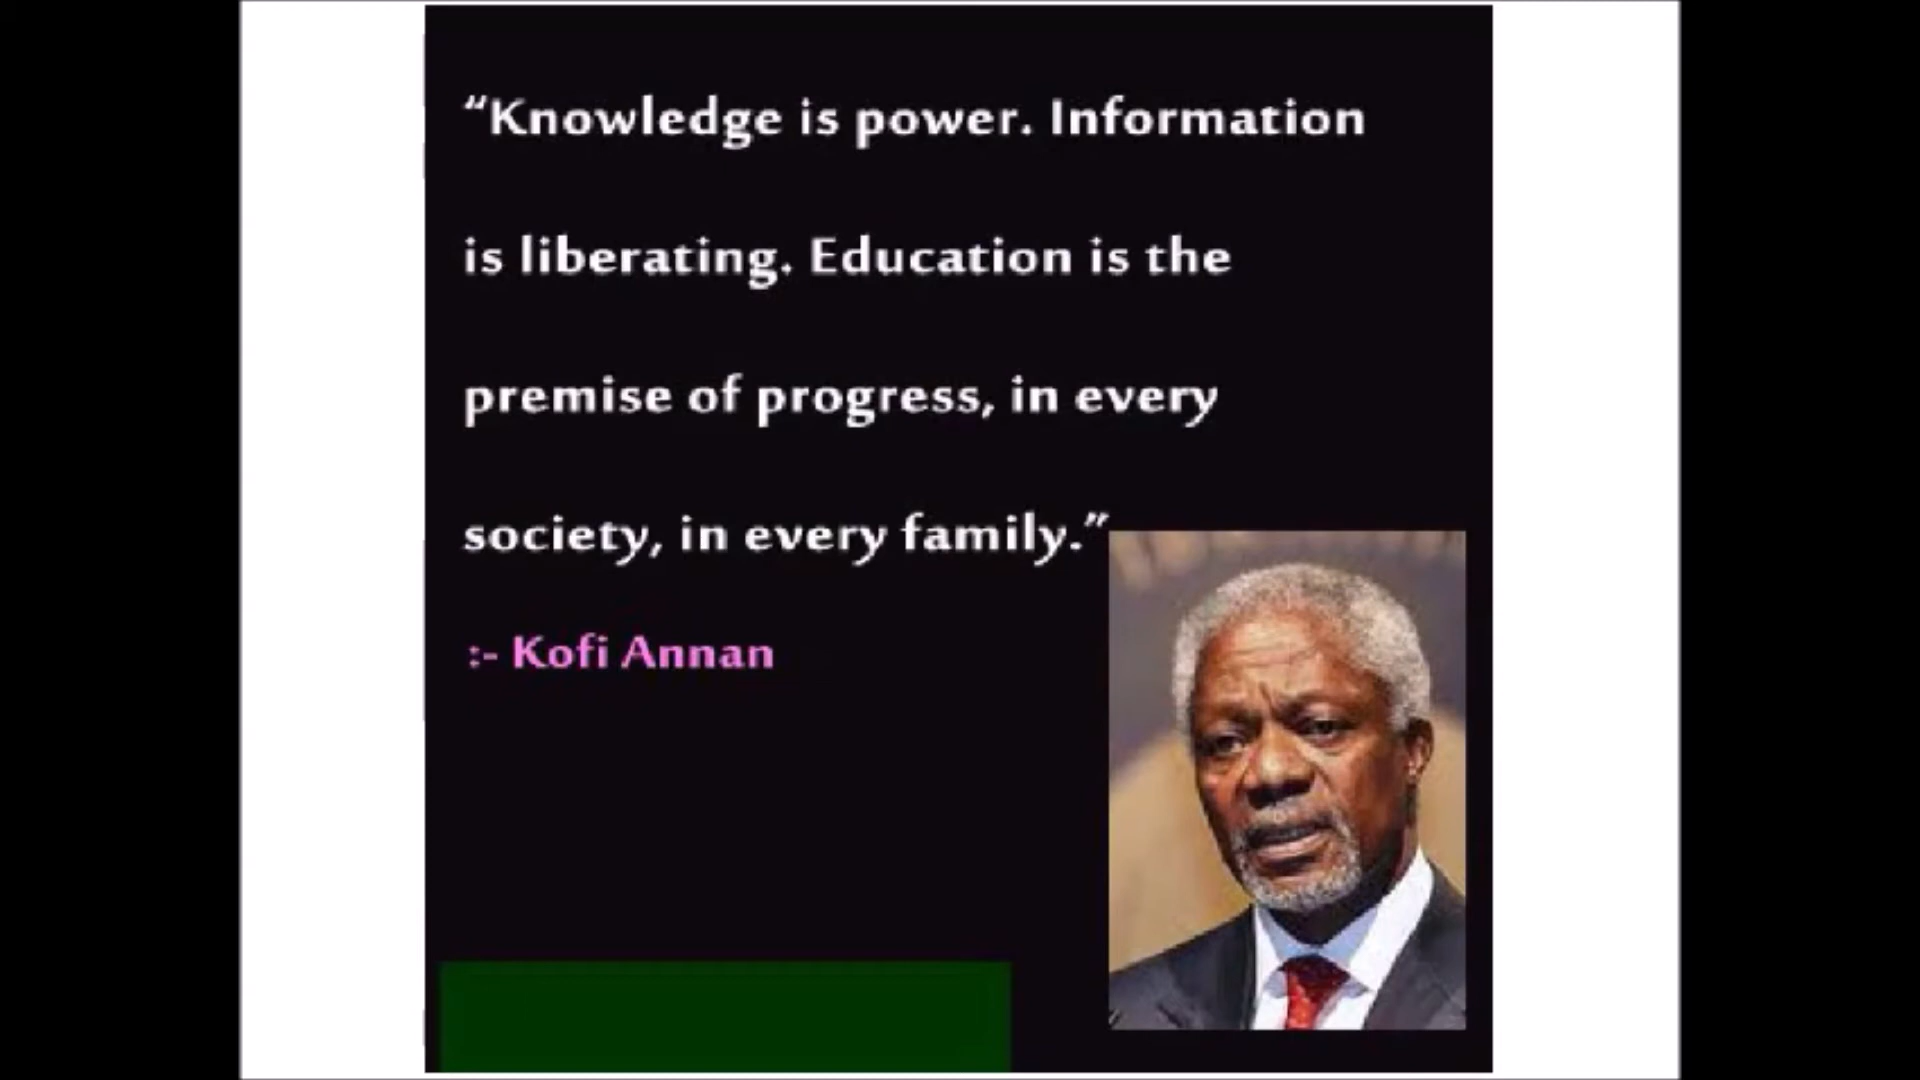 “Knowledge is power. Information
is liberating. Education is the
premise of progress, in every
society, in every family.”
:- Kofi Annan